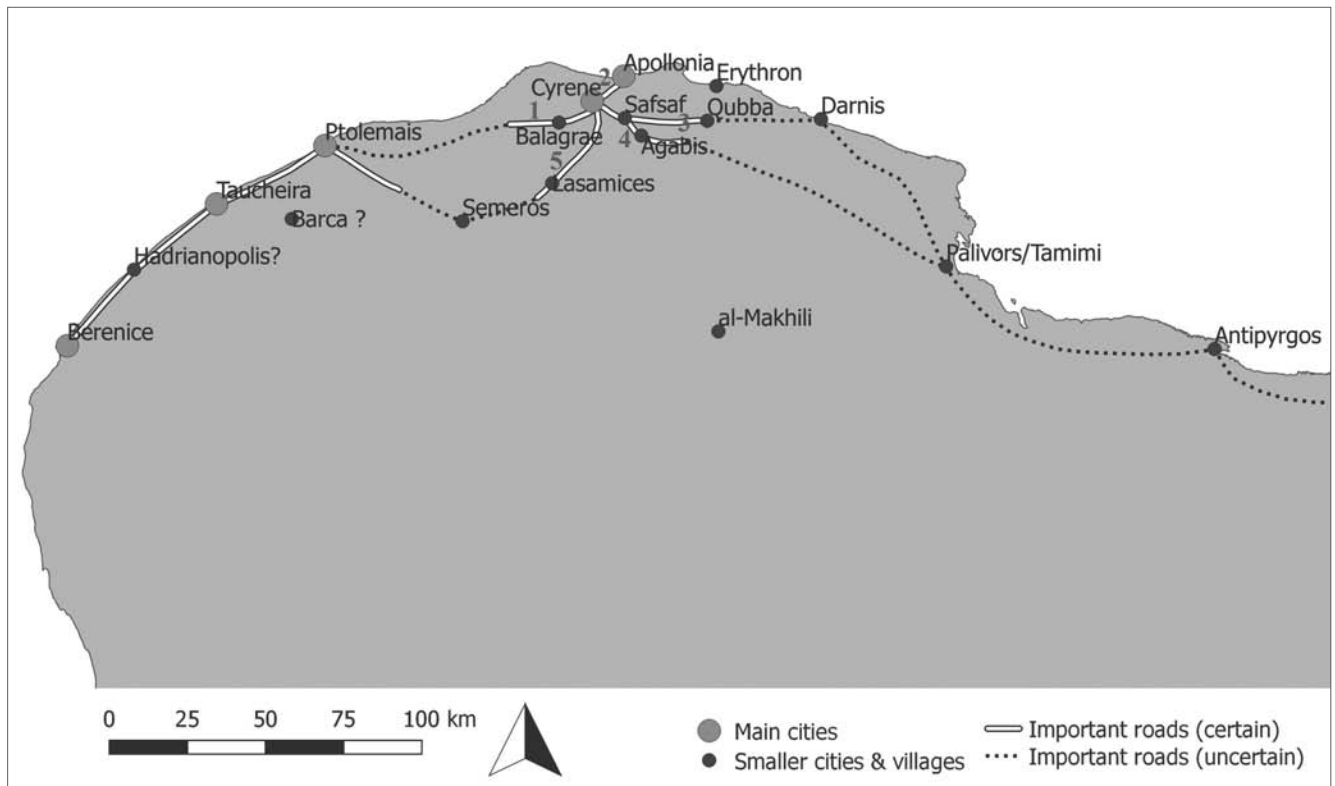 Apollonia
2
Erythron
Cyrene
1
Safsaf
Qubba
Darnis
3
Balagrae
4
Agabis
Ptolemais
5
Lasamices
Taucheira
Semeros
Barca ?
Hadrianopolis?
Palivors/Tamimi
Berenice
al-Makhili
Antipyrgos
0 25 50 75 100 km
Main cities
Smaller cities & villages
Important roads (certain)
Important roads (uncertain)